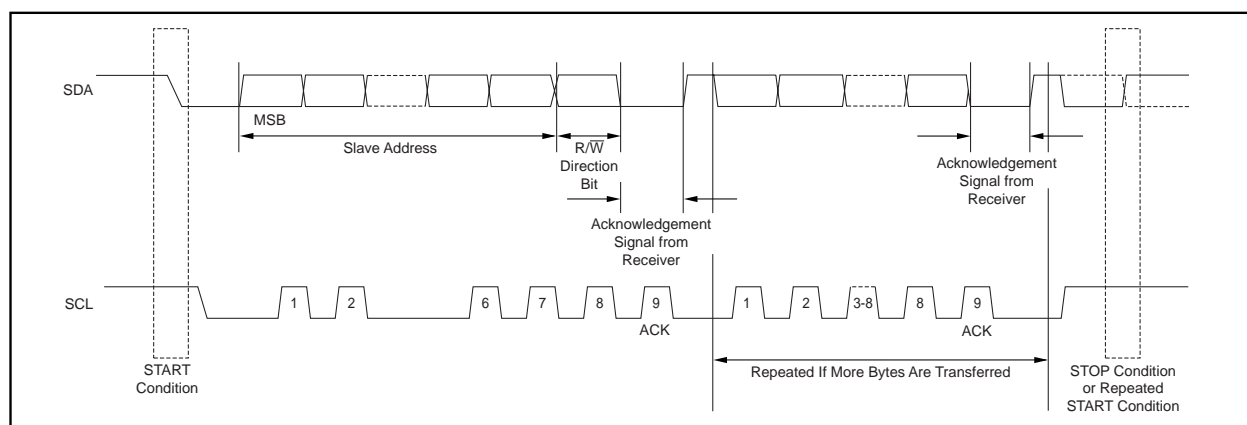 SDA
MSB
Slave Address
R/W̅
Direction
Bit
Acknowledgement
Signal from
Receiver
Acknowledgement
Signal from
Receiver
SCL
1
2
6
7
8
9
ACK
1
2
3-8
8
9
ACK
START
Condition
Repeated If More Bytes Are Transferred
STOP Condition
or Repeated
START Condition